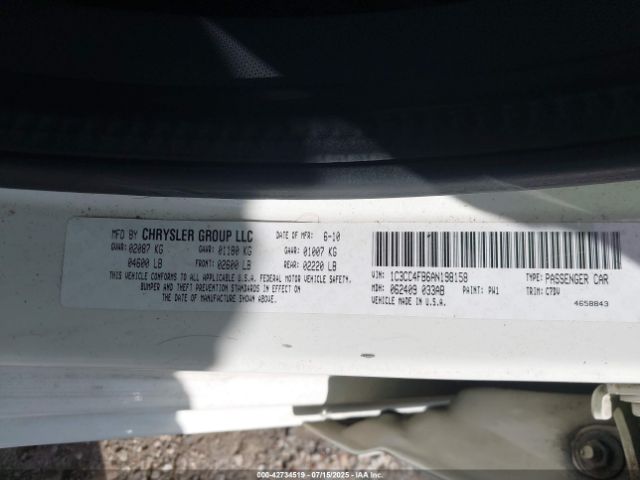 MFD BY CHRYSLER GROUP LLC DATE OF MFR: 6-10
GVWR: 02087 KG GAWR: 01180 KG GAWR: 01007 KG
04600 LB FRONT: 02600 LB REAR: 02220 LB
THIS VEHICLE CONFORMS TO ALL APPLICABLE U.S.A. FEDERAL MOTOR VEHICLE SAFETY,
BUMPER AND THEFT PREVENTION STANDARDS IN EFFECT ON
THE DATE OF MANUFACTURE SHOWN ABOVE.
VIN: 1C3CC4FB6AN198158 TYPE: PASSENGER CAR
MDH: 062409 033AB PAINT: PW1 TRIM: C7DV
VEHICLE MADE IN U.S.A. 4658843
000-42734519 - 07/15/2025 - IAAI.COM